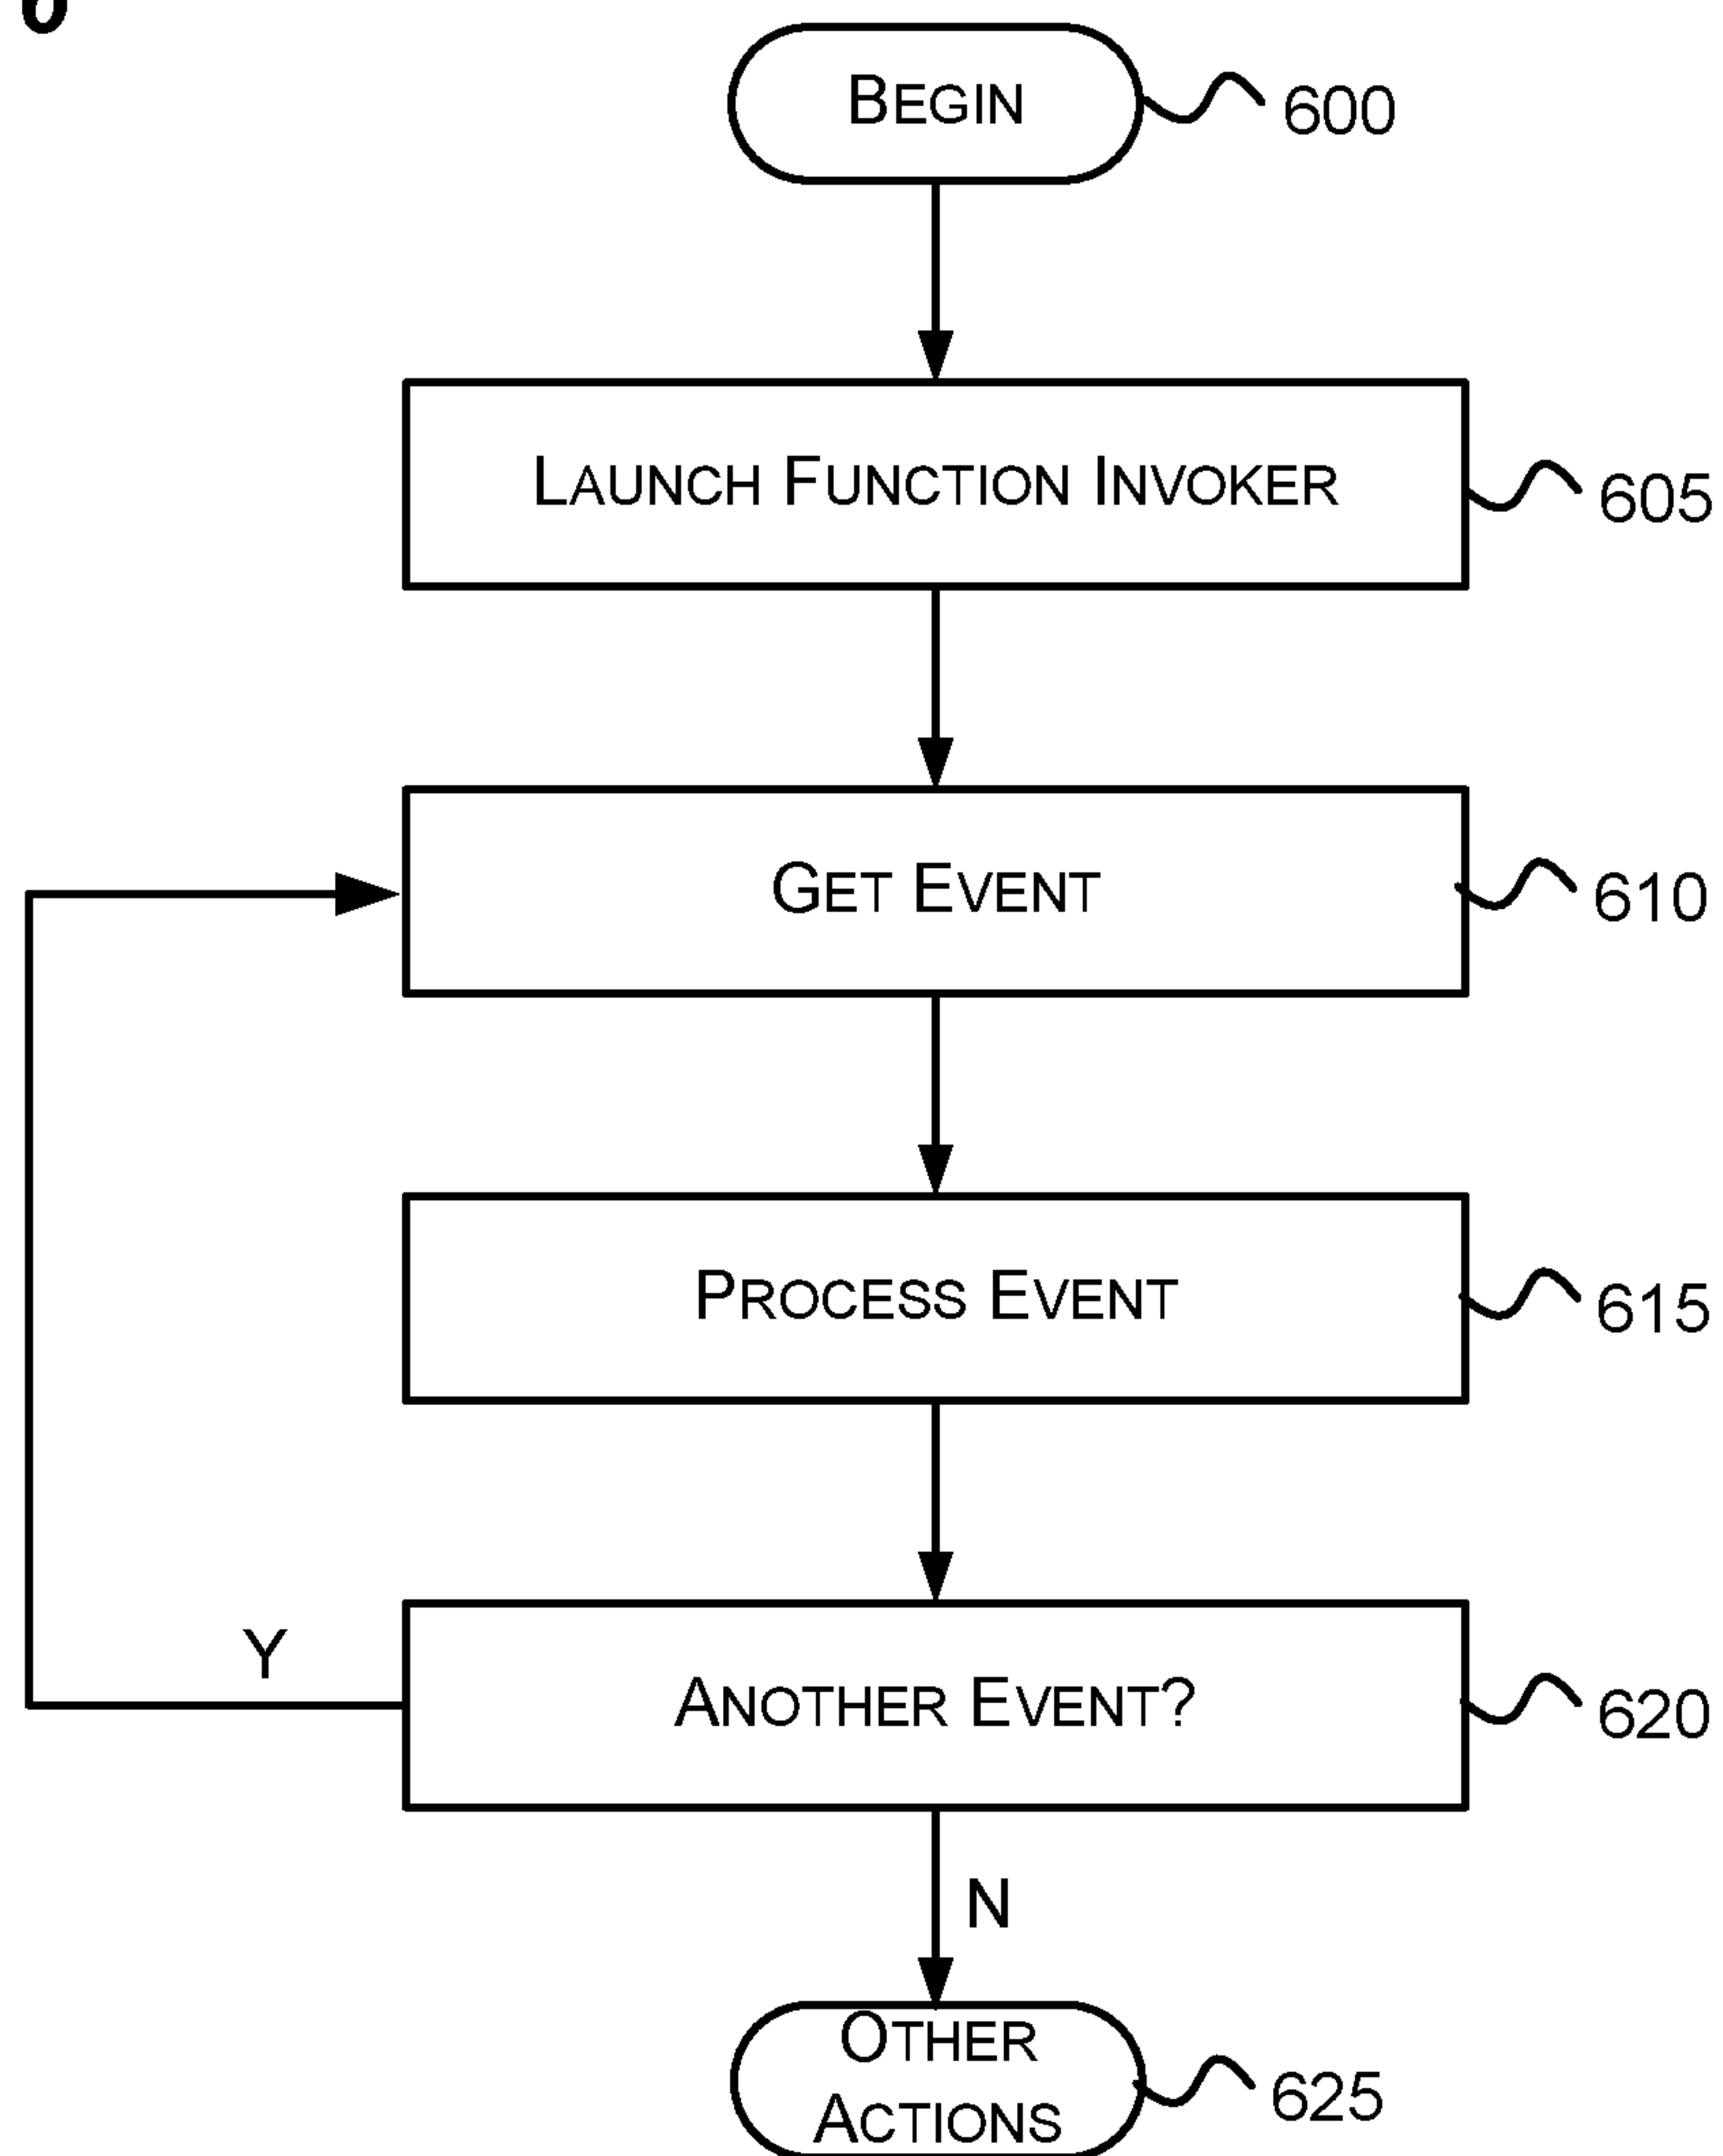 BEGIN
600
LAUNCH FUNCTION INVOKER
605
GET EVENT
610
PROCESS EVENT
615
Y
ANOTHER EVENT?
620
N
OTHER
ACTIONS
625